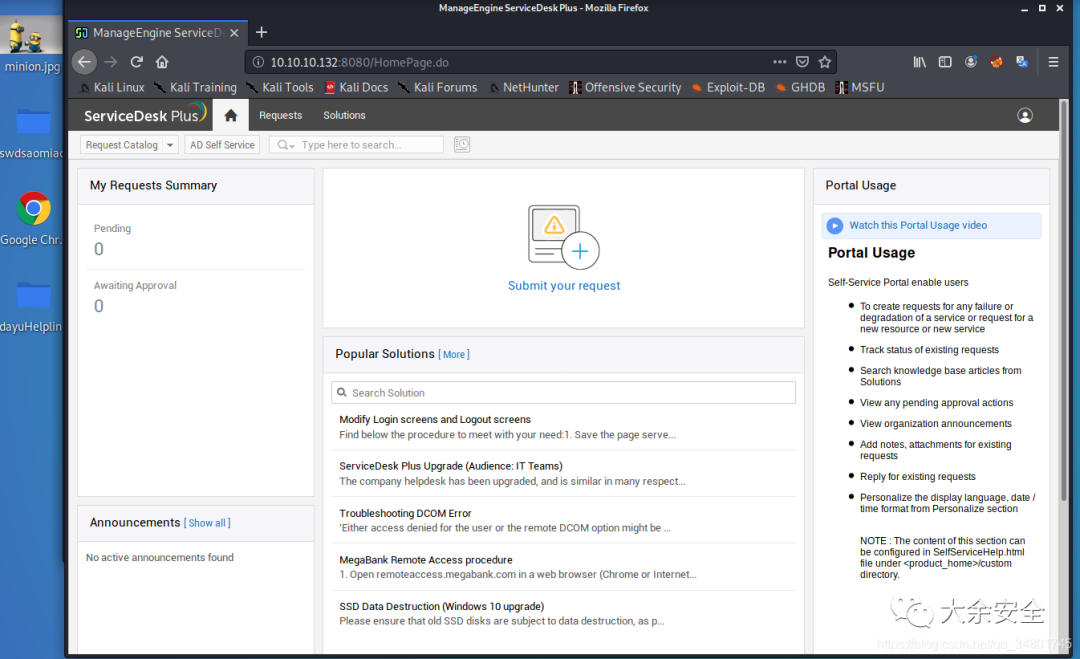 ManageEngine ServiceDesk Plus - Mozilla Firefox
ManageEngine ServiceD
10.10.10.132:8080/HomePage.do
Kali Linux Kali Training Kali Tools Kali Docs Kali Forums NetHunter Offensive Security Exploit-DB GHDB MSFU
minion.jpg
swdsaomiao
Google Chr...
dayuHelplin
ServiceDesk Plus
Requests Solutions
Request Catalog AD Self Service Type here to search...
My Requests Summary
Pending
0
Awaiting Approval
0
Announcements [ Show all ]
No active announcements found
Submit your request
Popular Solutions [ More ]
Search Solution
Modify Login screens and Logout screens
Find below the procedure to meet with your need:1. Save the page serve...
ServiceDesk Plus Upgrade (Audience: IT Teams)
The company helpdesk has been upgraded, and is similar in many respect...
Troubleshooting DCOM Error
'Either access denied for the user or the remote DCOM option might be ...
MegaBank Remote Access procedure
1. Open remoteaccess.megabank.com in a web browser (Chrome or Internet...
SSD Data Destruction (Windows 10 upgrade)
Please ensure that old SSD disks are subject to data destruction, as p...
Portal Usage
Watch this Portal Usage video
Portal Usage
Self-Service Portal enable users
To create requests for any failure or
degradation of a service or request for a
new resource or new service
Track status of existing requests
Search knowledge base articles from
Solutions
View any pending approval actions
View organization announcements
Add notes, attachments for existing
requests
Reply for existing requests
Personalize the display language, date /
time format from Personalize section
NOTE : The content of this section can
be configured in SelfServiceHelp.html
file under <product_home>/custom
directory.
大余安全